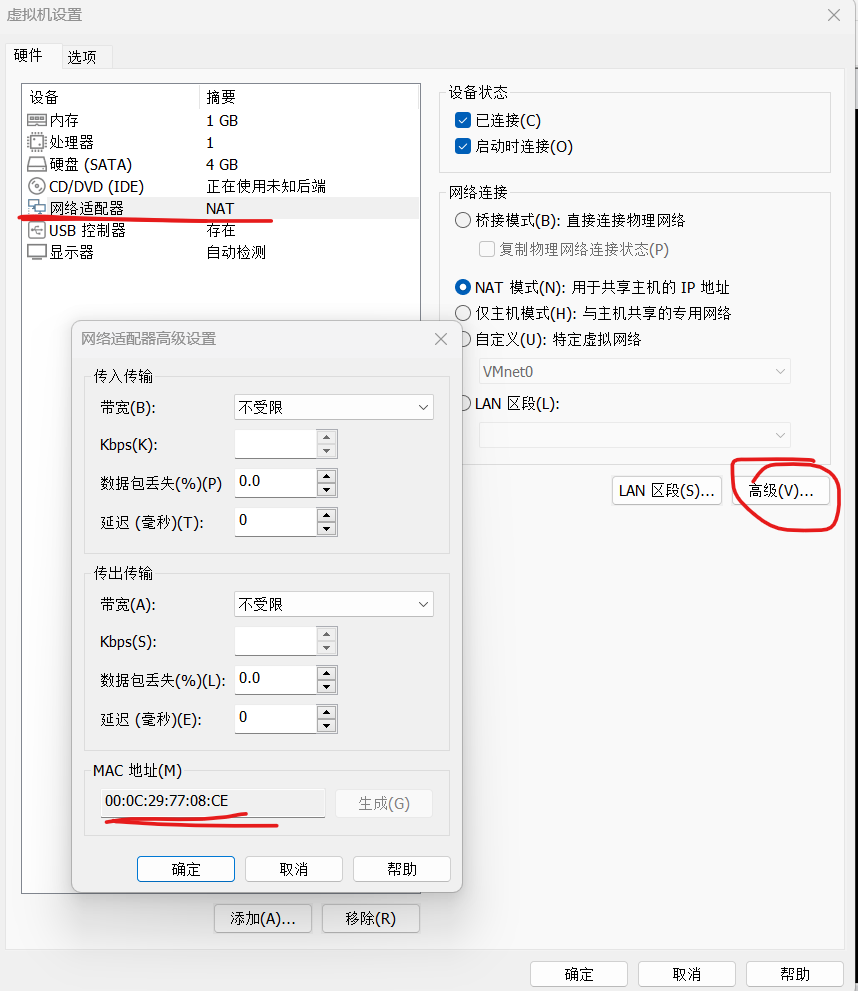 虚拟机设置
硬件 选项
设备 摘要
内存 1 GB
处理器 1
硬盘 (SATA) 4 GB
CD/DVD (IDE) 正在使用未知后端
网络适配器 NAT
USB 控制器 存在
显示器 自动检测
设备状态
已连接(C)
启动时连接(O)
网络连接
桥接模式(B): 直接连接物理网络
复制物理网络连接状态(P)
NAT 模式(N): 用于共享主机的 IP 地址
仅主机模式(H): 与主机共享的专用网络
自定义(U): 特定虚拟网络
VMnet0
LAN 区段(L):
LAN 区段(S)... 高级(V)...
网络适配器高级设置
传入传输
带宽(B): 不受限
Kbps(K):
数据包丢失(%)(P) 0.0
延迟 (毫秒)(T): 0
传出传输
带宽(A): 不受限
Kbps(S):
数据包丢失(%)(L): 0.0
延迟 (毫秒)(E): 0
MAC 地址(M)
00:0C:29:77:08:CE 生成(G)
确定 取消 帮助
添加(A)... 移除(R)
确定 取消 帮助